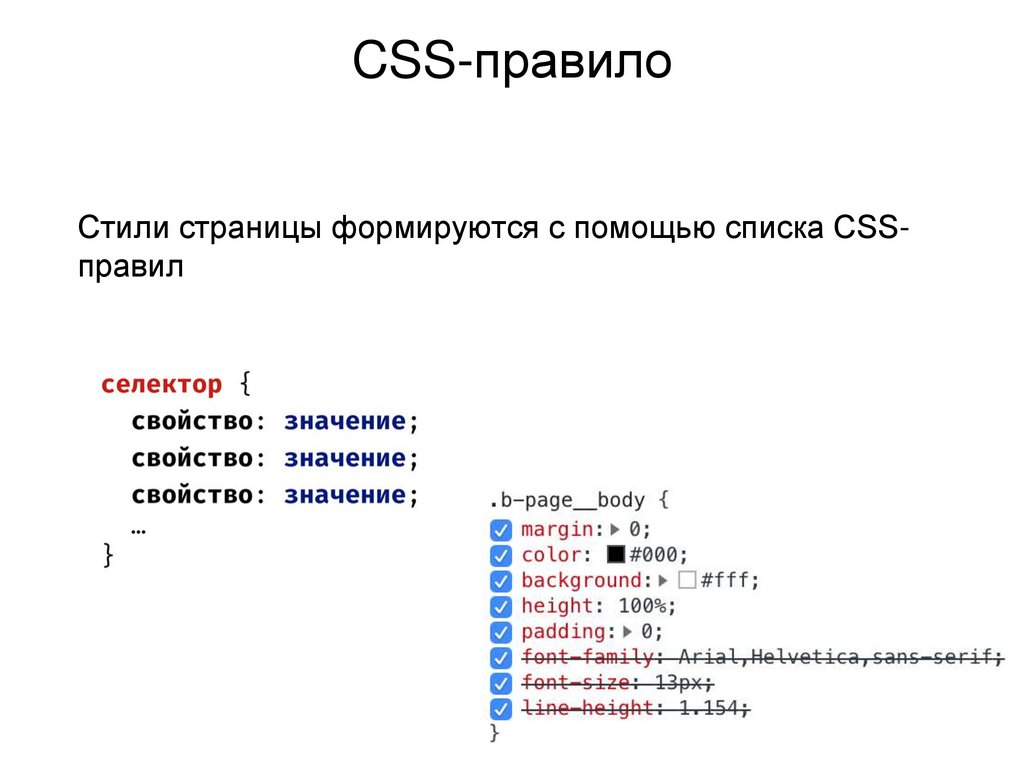 CSS-правило
Стили страницы формируются с помощью списка CSS-
правил
селектор {
свойство: значение;
свойство: значение;
свойство: значение;
…
}
.b-page__body {
margin: 0;
color: #000;
background: #fff;
height: 100%;
padding: 0;
font-family: Arial,Helvetica,sans-serif;
font-size: 13px;
line-height: 1.154;
}